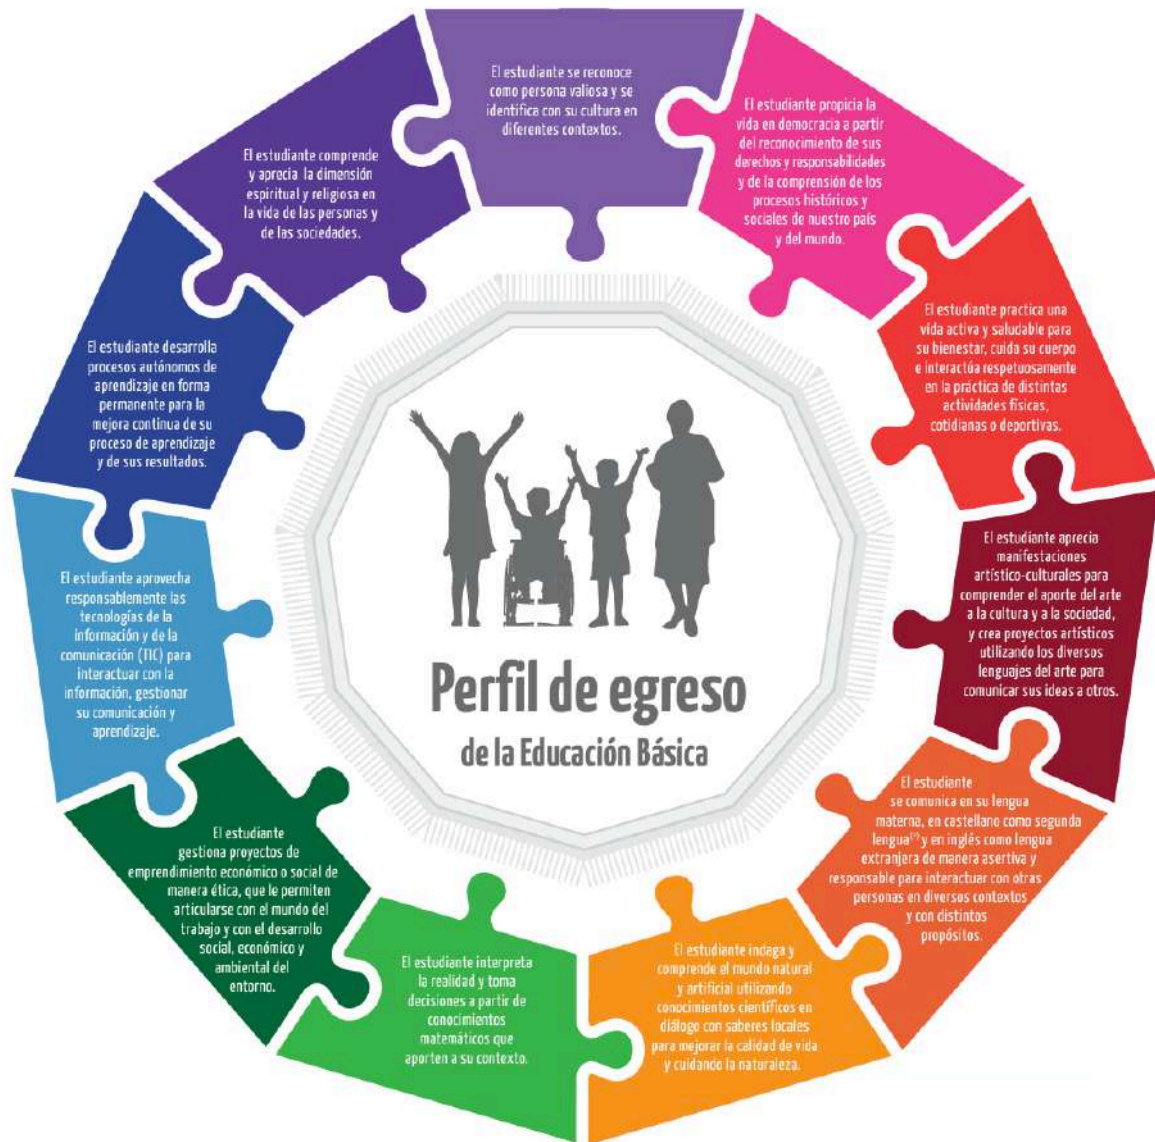 El estudiante se reconoce
como persona valiosa y se
identifica con su cultura en
diferentes contextos.
El estudiante propicia la
vida en democracia a partir
del reconocimiento de sus
derechos y responsabilidades
y de la comprensión de los
procesos históricos y
sociales de nuestro país
y del mundo.
El estudiante practica una
vida activa y saludable para
su bienestar, cuida su cuerpo
e interactúa respetuosamente
en la práctica de distintas
actividades físicas,
cotidianas o deportivas.
El estudiante aprecia
manifestaciones
artístico-culturales para
comprender el aporte del arte
a la cultura y a la sociedad,
y crea proyectos artísticos
utilizando los diversos
lenguajes del arte para
comunicar sus ideas a otros.
El estudiante
se comunica en su lengua
materna, en castellano como segunda
lengua(*) y en inglés como lengua
extranjera de manera asertiva y
responsable para interactuar con otras
personas en diversos contextos
y con distintos
propósitos.
El estudiante indaga y
comprende el mundo natural
y artificial utilizando
conocimientos científicos en
diálogo con saberes locales
para mejorar la calidad de vida
y cuidando la naturaleza.
El estudiante interpreta
la realidad y toma
decisiones a partir de
conocimientos
matemáticos que
aporten a su contexto.
El estudiante
gestiona proyectos de
emprendimiento económico o social de
manera ética, que le permiten
articularse con el mundo del
trabajo y con el desarrollo
social, económico y
ambiental del
entorno.
El estudiante aprovecha
responsablemente las
tecnologías de la
información y de la
comunicación (TIC) para
interactuar con la
información, gestionar
su comunicación y
aprendizaje.
El estudiante desarrolla
procesos autónomos de
aprendizaje en forma
permanente para la
mejora continua de su
proceso de aprendizaje
y de sus resultados.
El estudiante comprende
y aprecia la dimensión
espiritual y religiosa en
la vida de las personas y
de las sociedades.
Perfil de egreso
de la Educación Básica